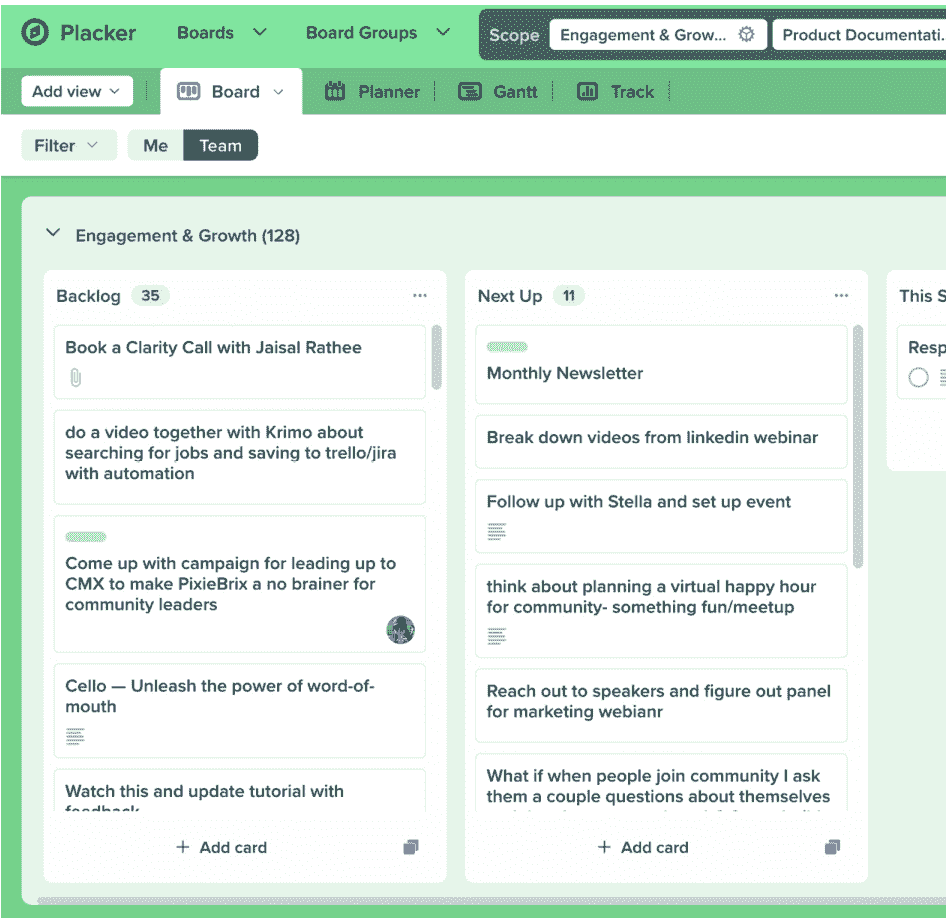 Placker
Boards
Board Groups
Scope
Engagement & Grow...
Product Documentati.
Add view
Board
Planner
Gantt
Track
Filter
Me
Team
Engagement & Growth (128)
Backlog 35
Book a Clarity Call with Jaisal Rathee
do a video together with Krimo about
searching for jobs and saving to trello/jira
with automation
Come up with campaign for leading up to
CMX to make PixieBrix a no brainer for
community leaders
Cello — Unleash the power of word-of-
mouth
Watch this and update tutorial with
feedback
+ Add card
Next Up 11
Monthly Newsletter
Break down videos from linkedin webinar
Follow up with Stella and set up event
think about planning a virtual happy hour
for community- something fun/meetup
Reach out to speakers and figure out panel
for marketing webianr
What if when people join community I ask
them a couple questions about themselves
+ Add card
This S
Resp